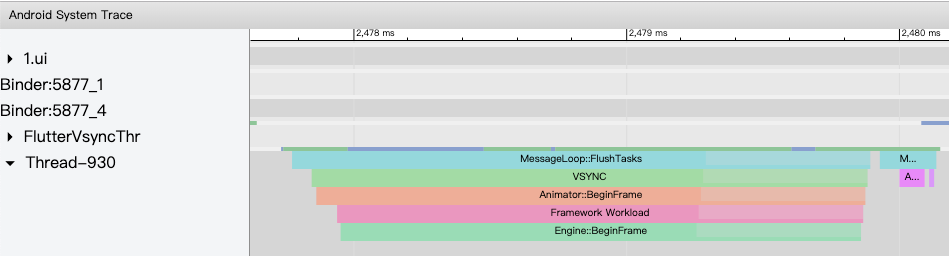 Android System Trace
2,478 ms
2,479 ms
2,480 ms
1.ui
Binder:5877_1
Binder:5877_4
FlutterVsyncThr
Thread-930
MessageLoop::FlushTasks
M...
VSYNC
A...
Animator::BeginFrame
Framework Workload
Engine::BeginFrame